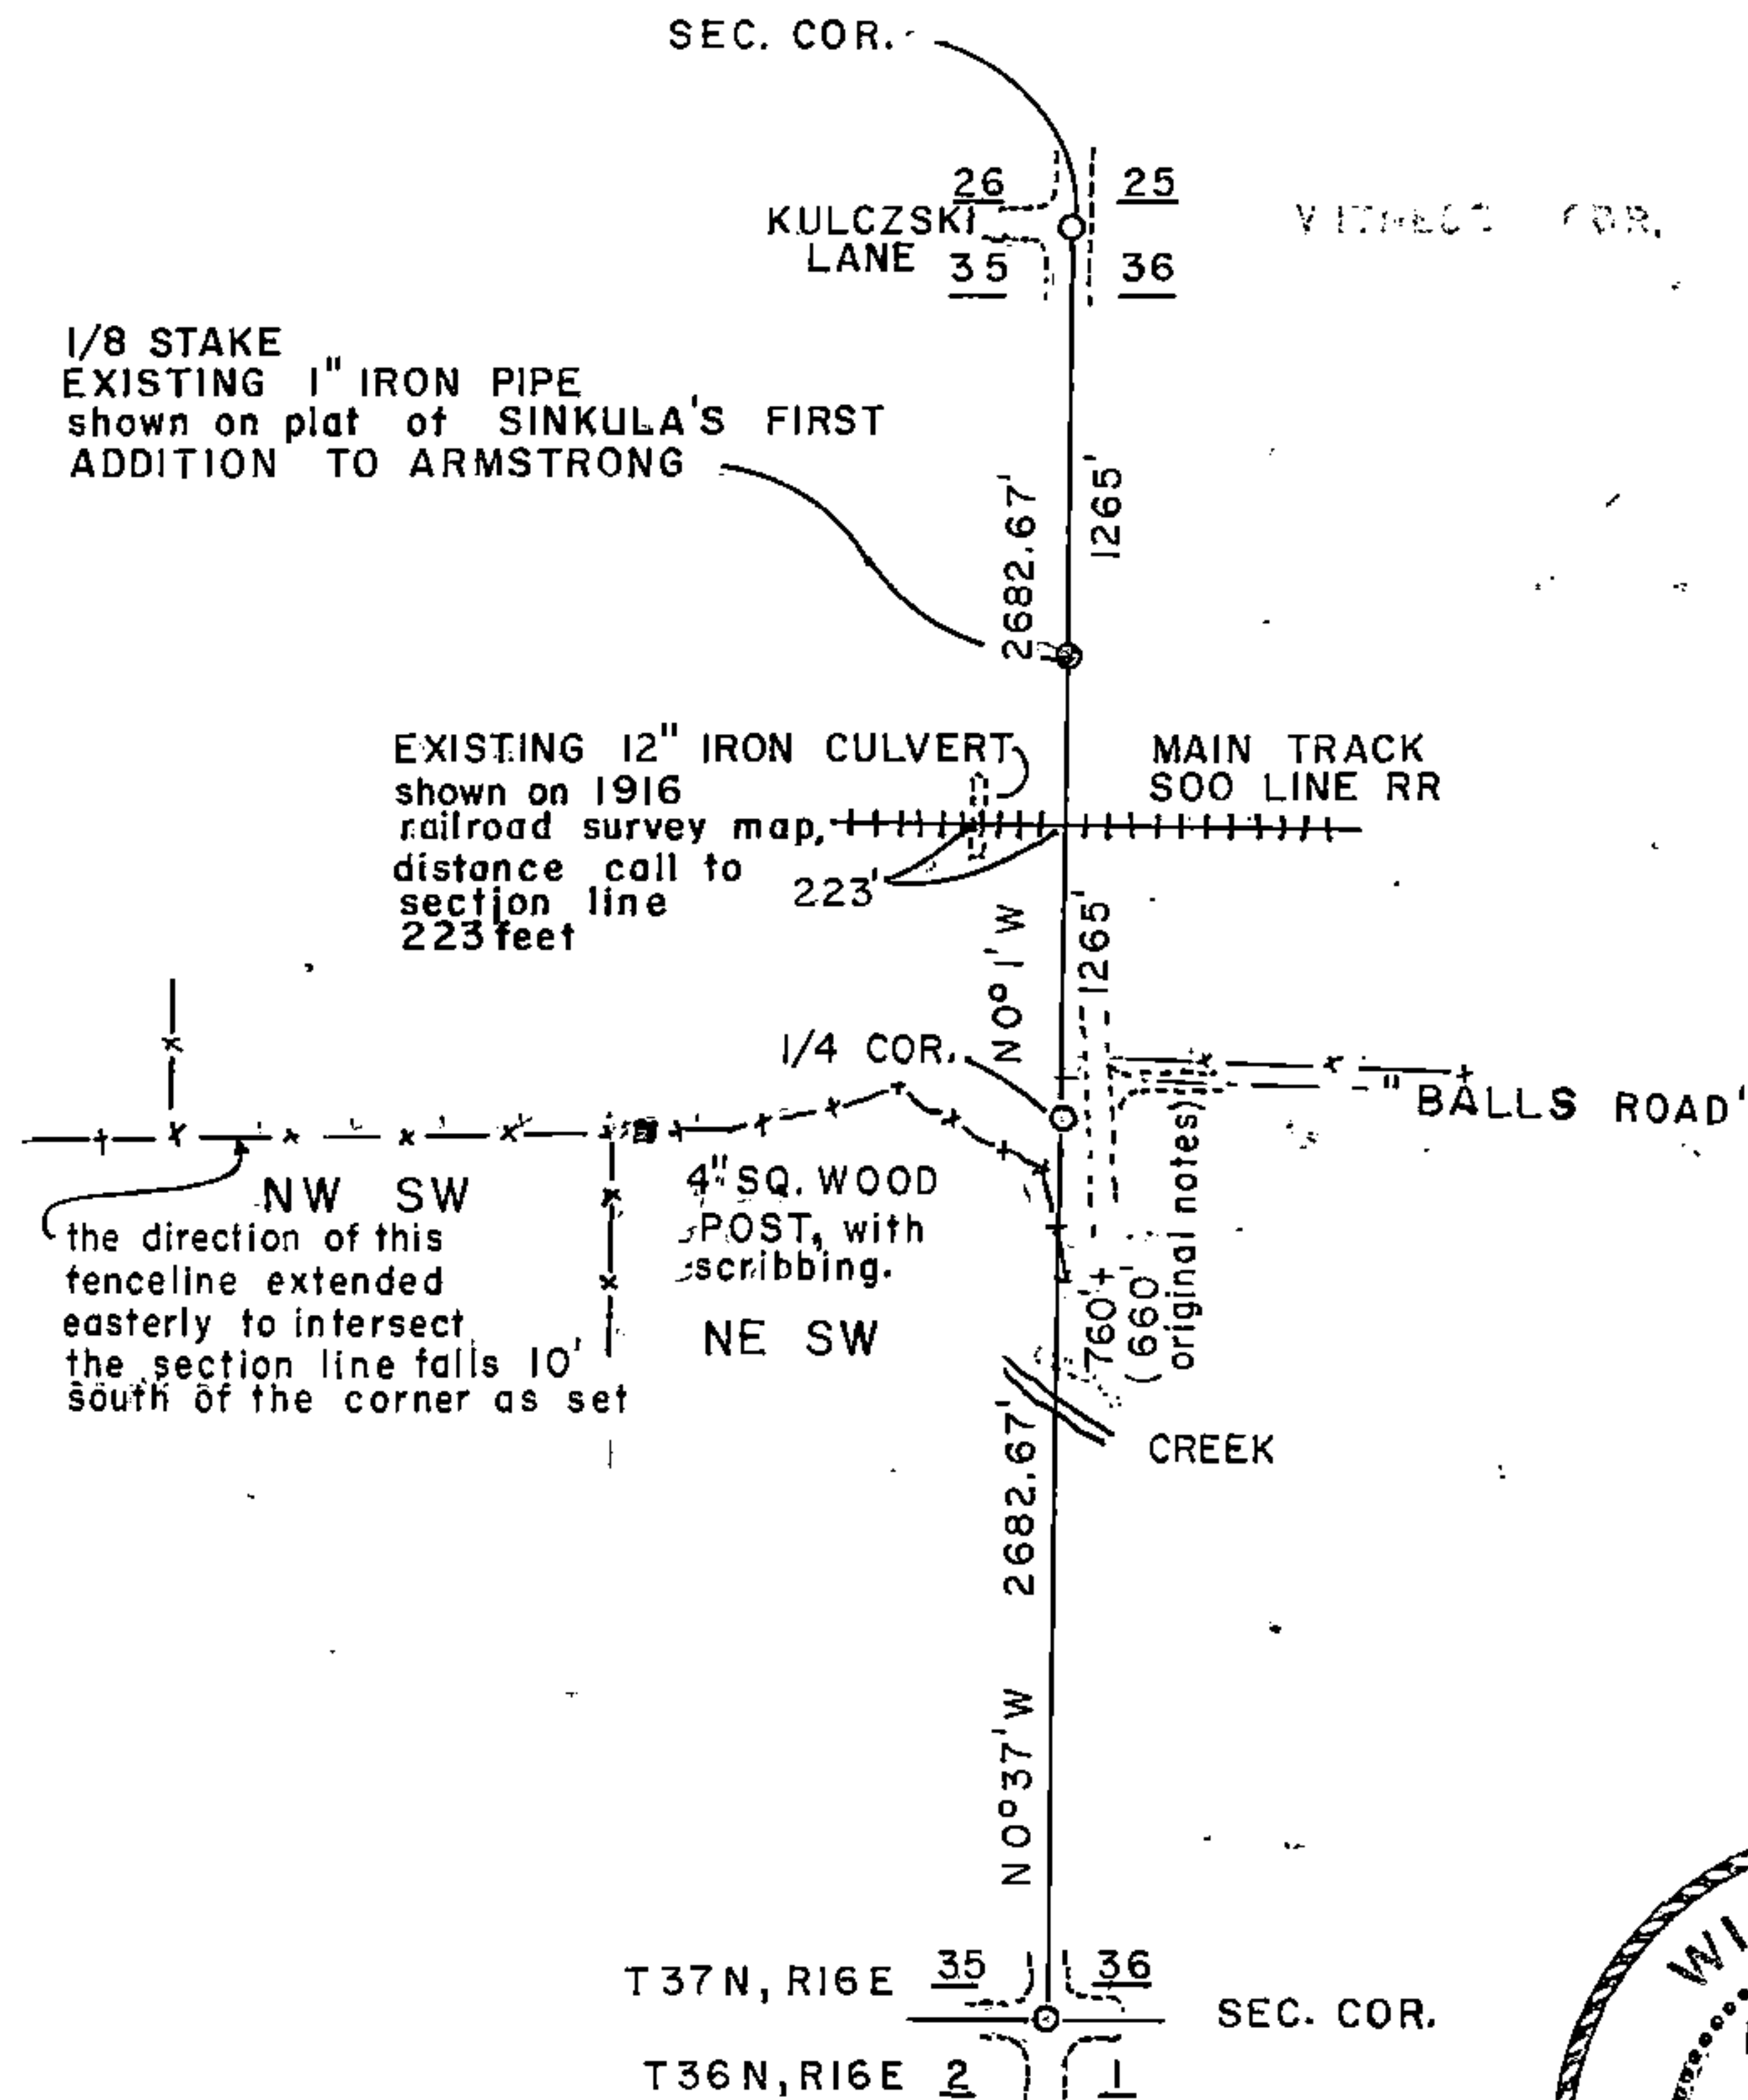 SEC. COR.
26
25
KULCZSKI
LANE
35
36
COR.
1/8 STAKE
EXISTING 1" IRON PIPE
shown on plat of SINKULA'S FIRST
ADDITION TO ARMSTRONG
2682.67'
1265'
EXISTING 12" IRON CULVERT
shown on 1916
railroad survey map,
distance call to
section line
223 feet
223'
MAIN TRACK
SOO LINE RR
N 0° 1' W
1265'
1/4 COR.
"BALLS ROAD"
NW SW
the direction of this
fenceline extended
easterly to intersect
the section line falls 10'
south of the corner as set
4" SQ. WOOD
POST, with
scribbing.
NE SW
760'+
(660'
original notes)
CREEK
2682.67'
N 0° 37' W
T37N, R16E
35
36
SEC. COR.
T36N, R16E
2
1